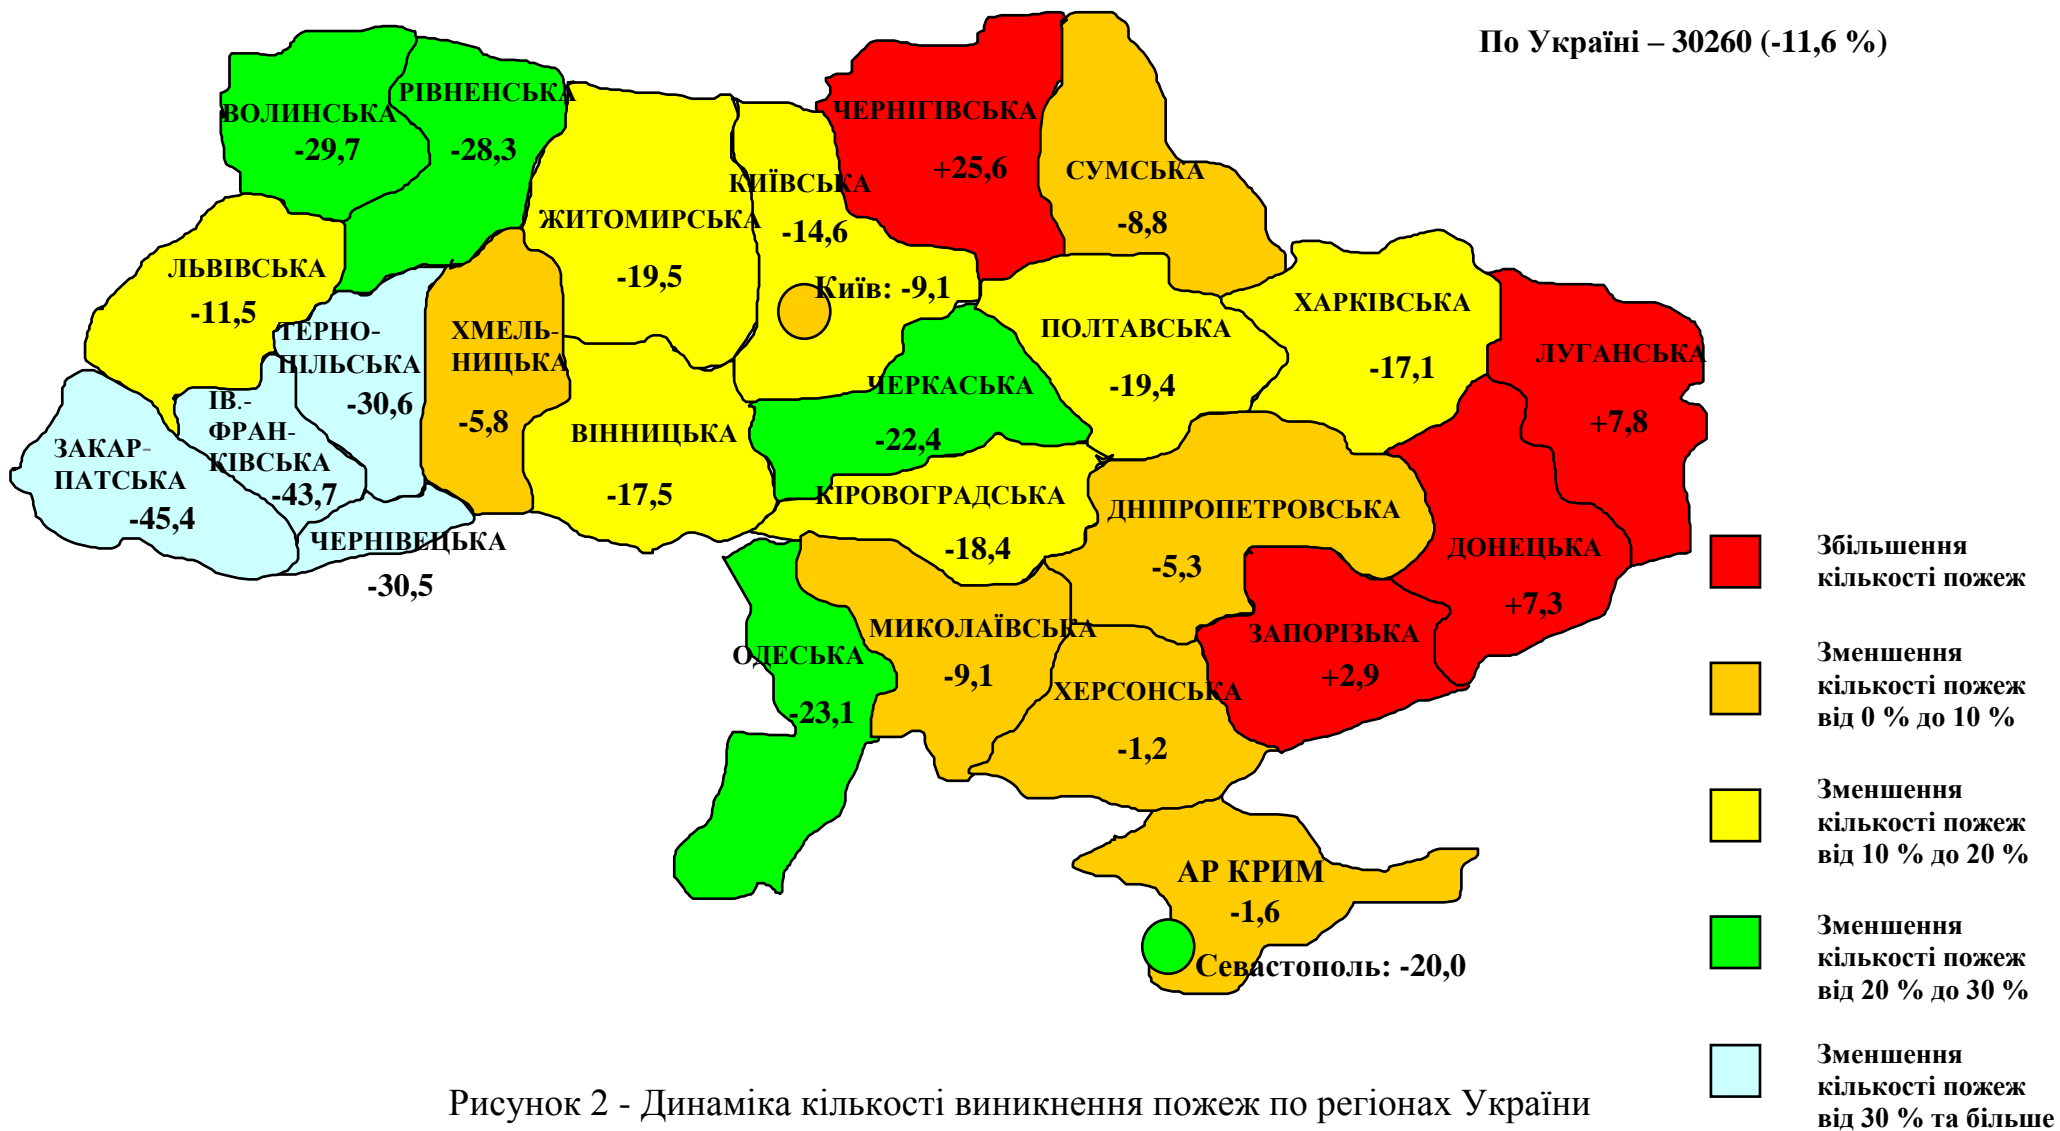 По Україні – 30260 (-11,6 %)
ВОЛИНСЬКА
-29,7
РІВНЕНСЬКА
-28,3
ЖИТОМИРСЬКА
-19,5
КИЇВСЬКА
-14,6
Київ: -9,1
ЧЕРНІГІВСЬКА
+25,6
СУМСЬКА
-8,8
ЛЬВІВСЬКА
-11,5
ТЕРНО-
ПІЛЬСЬКА
-30,6
ХМЕЛЬ-
НИЦЬКА
-5,8
ІВ.-
ФРАН-
КІВСЬКА
-43,7
ЗАКАР-
ПАТСЬКА
-45,4
ЧЕРНІВЕЦЬКА
-30,5
ВІННИЦЬКА
-17,5
ЧЕРКАСЬКА
-22,4
ПОЛТАВСЬКА
-19,4
ХАРКІВСЬКА
-17,1
ЛУГАНСЬКА
+7,8
КІРОВОГРАДСЬКА
-18,4
ДНІПРОПЕТРОВСЬКА
-5,3
ДОНЕЦЬКА
+7,3
ОДЕСЬКА
-23,1
МИКОЛАЇВСЬКА
-9,1
ХЕРСОНСЬКА
-1,2
ЗАПОРІЗЬКА
+2,9
АР КРИМ
-1,6
Севастополь: -20,0
Збільшення
кількості пожеж
Зменшення
кількості пожеж
від 0 % до 10 %
Зменшення
кількості пожеж
від 10 % до 20 %
Зменшення
кількості пожеж
від 20 % до 30 %
Зменшення
кількості пожеж
від 30 % та більше
Рисунок 2 - Динаміка кількості виникнення пожеж по регіонах України